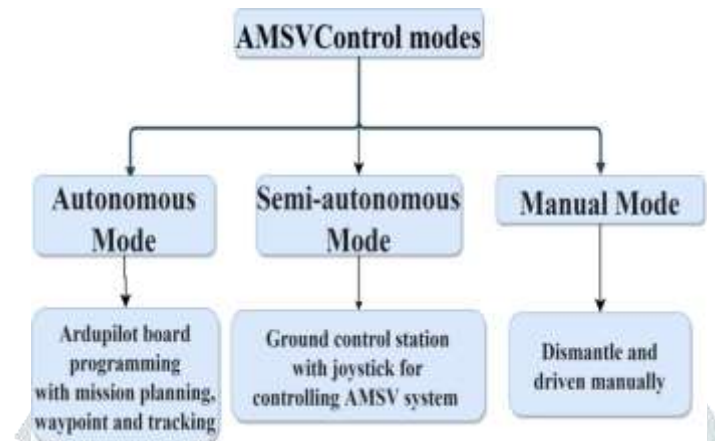 AMSVControl modes
Autonomous
Mode
Semi-autonomous
Mode
Manual Mode
Ardupilot board
programming
with mission planning,
waypoint and tracking
Ground control station
with joystick for
controlling AMSV system
Dismantle and
driven manually